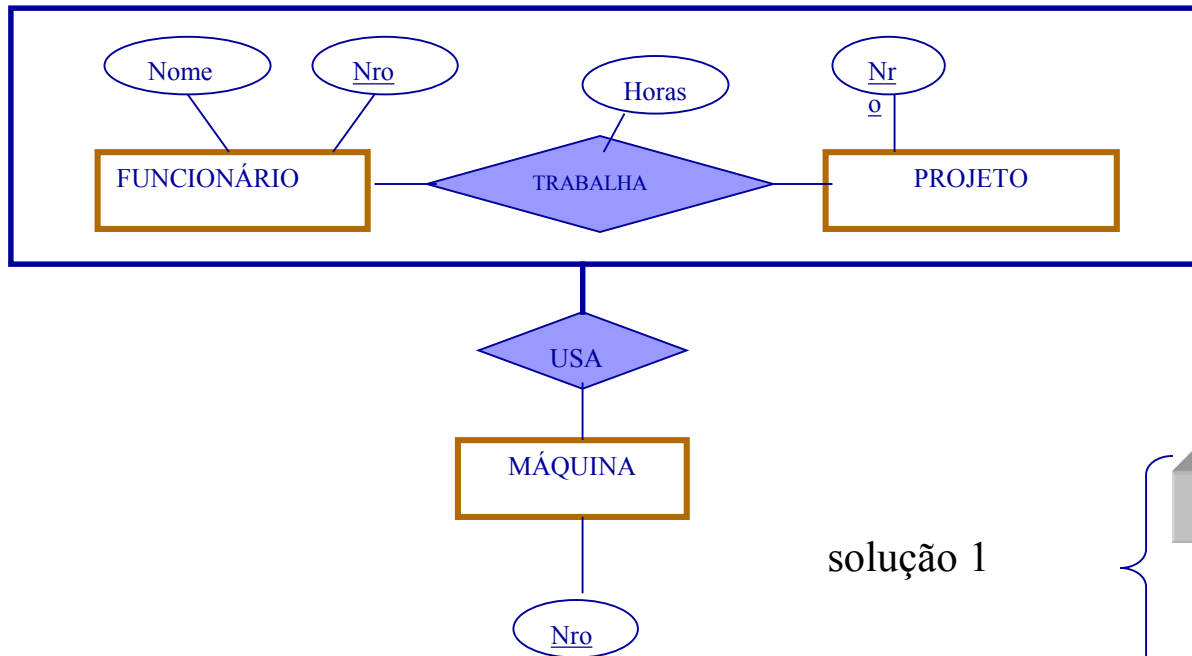 Nome
Nro
Horas
Nr
o
FUNCIONÁRIO
TRABALHA
PROJETO
USA
MÁQUINA
solução 1
Nro